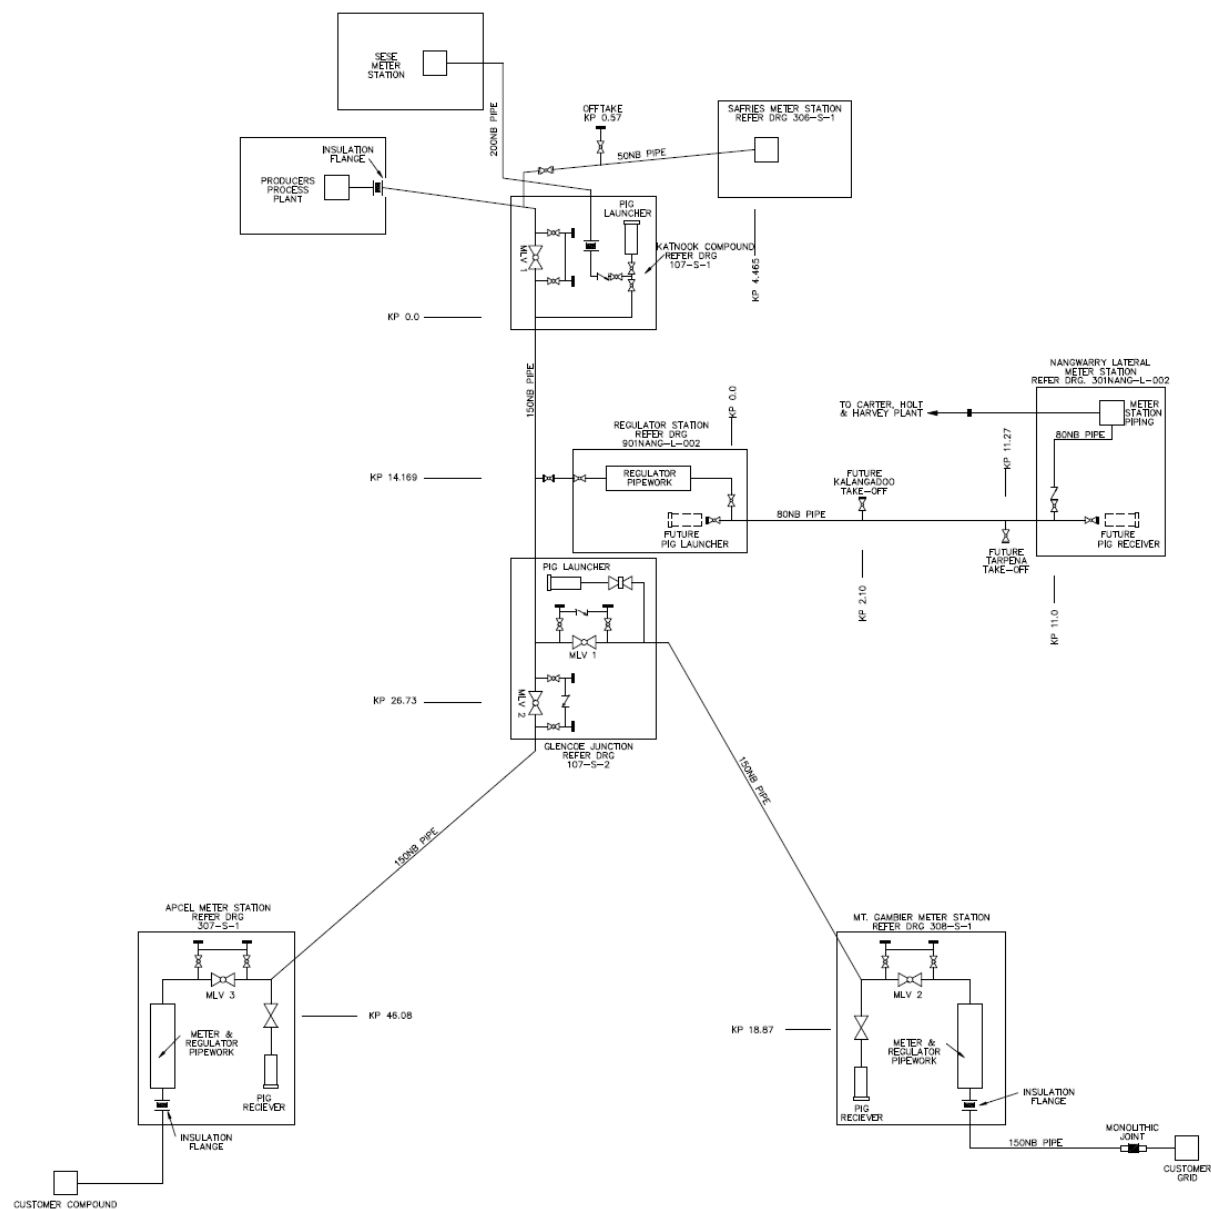 SESE
METER
STATION
200NB PIPE
OFFTAKE
KP 0.57
50NB PIPE
SAFRIES METER STATION
REFER DRG 306-S-1
INSULATION
FLANGE
PRODUCERS
PROCESS
PLANT
PIG
LAUNCHER
MLV 1
KATNOOK COMPOUND
REFER DRG
107-S-1
KP 4.465
KP 0.0
150NB PIPE
NANGWARRY LATERAL
METER STATION
REFER DRG. 301NANG-L-002
KP 0.0
TO CARTER, HOLT
& HARVEY PLANT
METER
STATION
PIPING
80NB PIPE
REGULATOR STATION
REFER DRG
901NANG-L-002
KP 11.27
KP 14.169
REGULATOR
PIPEWORK
FUTURE
KALANGADOO
TAKE-OFF
80NB PIPE
FUTURE
PIG LAUNCHER
FUTURE
PIG RECEIVER
FUTURE
TARPENA
TAKE-OFF
KP 2.10
KP 11.0
PIG LAUNCHER
MLV 1
KP 26.73
MLV 2
GLENCOE JUNCTION
REFER DRG
107-S-2
150NB PIPE
150NB PIPE
APCEL METER STATION
REFER DRG
307-S-1
MLV 3
KP 46.08
METER &
REGULATOR
PIPEWORK
PIG
RECIEVER
INSULATION
FLANGE
CUSTOMER COMPOUND
MT. GAMBIER METER STATION
REFER DRG 308-S-1
MLV 2
KP 18.87
METER &
REGULATOR
PIPEWORK
PIG
RECIEVER
INSULATION
FLANGE
150NB PIPE
MONOLITHIC
JOINT
CUSTOMER
GRID